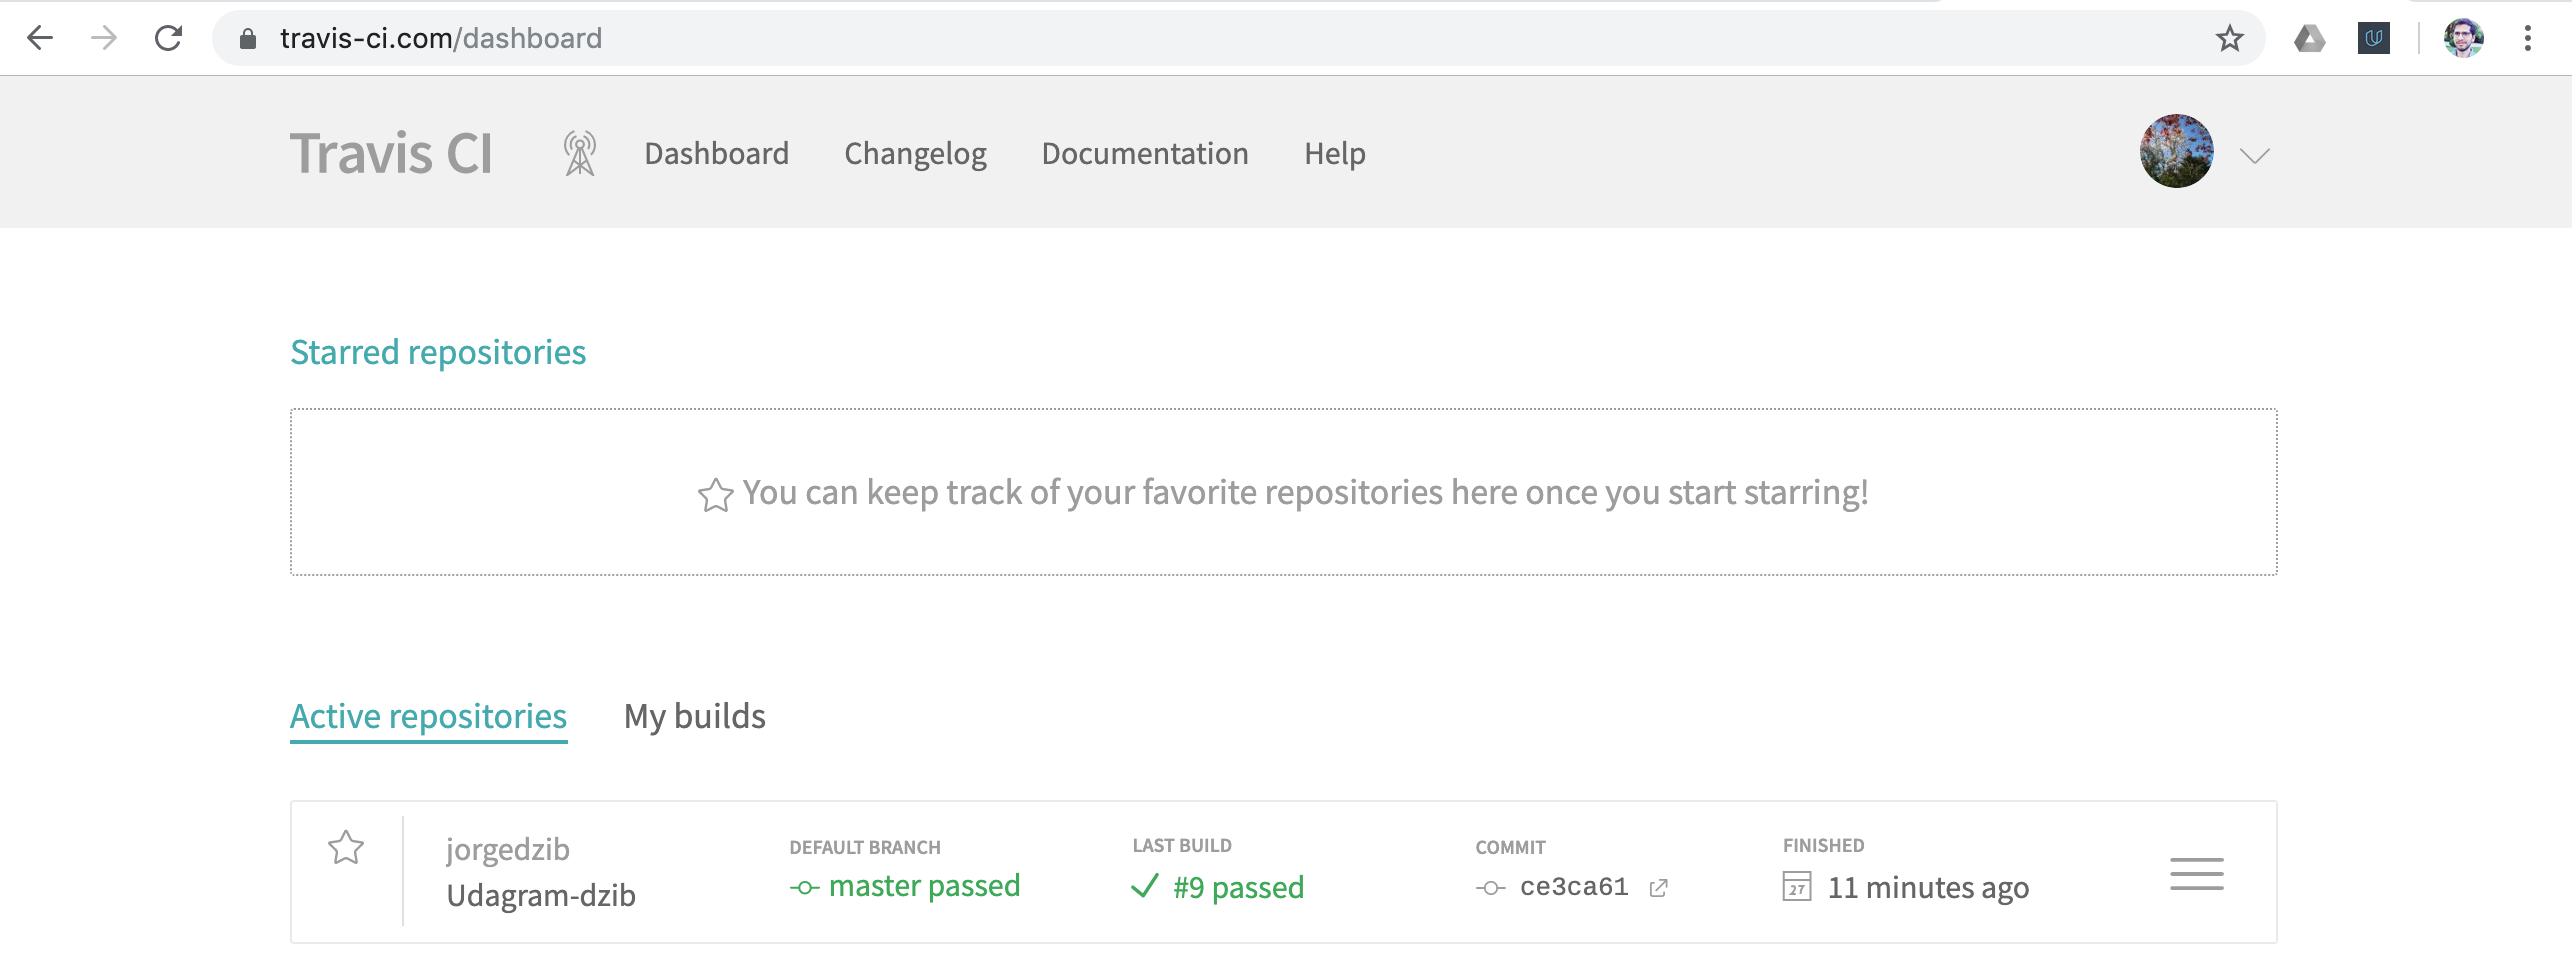 travis-ci.com/dashboard
Travis CI
Dashboard
Changelog
Documentation
Help
Starred repositories
You can keep track of your favorite repositories here once you start starring!
Active repositories
My builds
jorgedzib
Udagram-dzib
DEFAULT BRANCH
master passed
LAST BUILD
#9 passed
COMMIT
ce3ca61
FINISHED
27
11 minutes ago